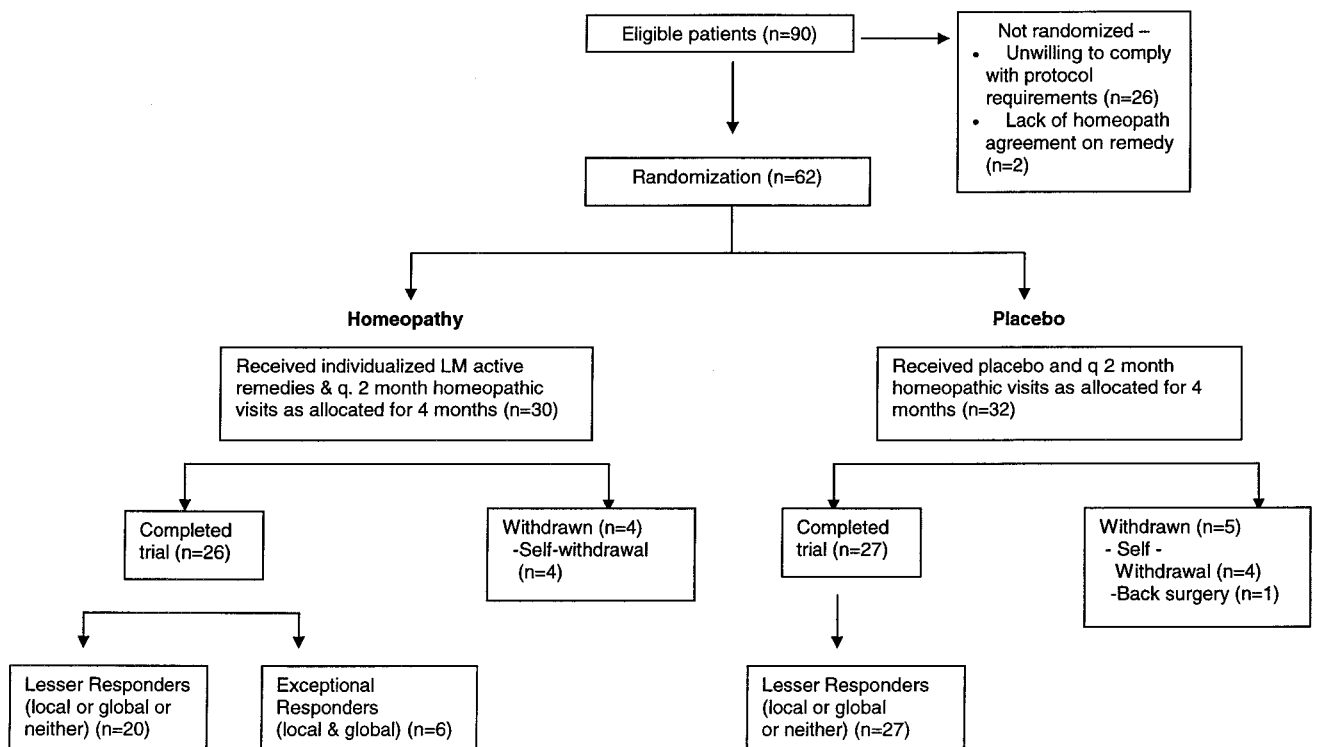 Eligible patients (n=90)
Not randomized –
• Unwilling to comply
with protocol
requirements (n=26)
• Lack of homeopath
agreement on remedy
(n=2)
Randomization (n=62)
Homeopathy
Received individualized LM active
remedies & q. 2 month homeopathic
visits as allocated for 4 months (n=30)
Placebo
Received placebo and q 2 month
homeopathic visits as allocated for 4
months (n=32)
Completed
trial (n=26)
Withdrawn (n=4)
-Self-withdrawal
(n=4)
Completed
trial (n=27)
Withdrawn (n=5)
- Self -
Withdrawal (n=4)
-Back surgery (n=1)
Lesser Responders
(local or global or
neither) (n=20)
Exceptional
Responders
(local & global) (n=6)
Lesser Responders
(local or global
or neither) (n=27)